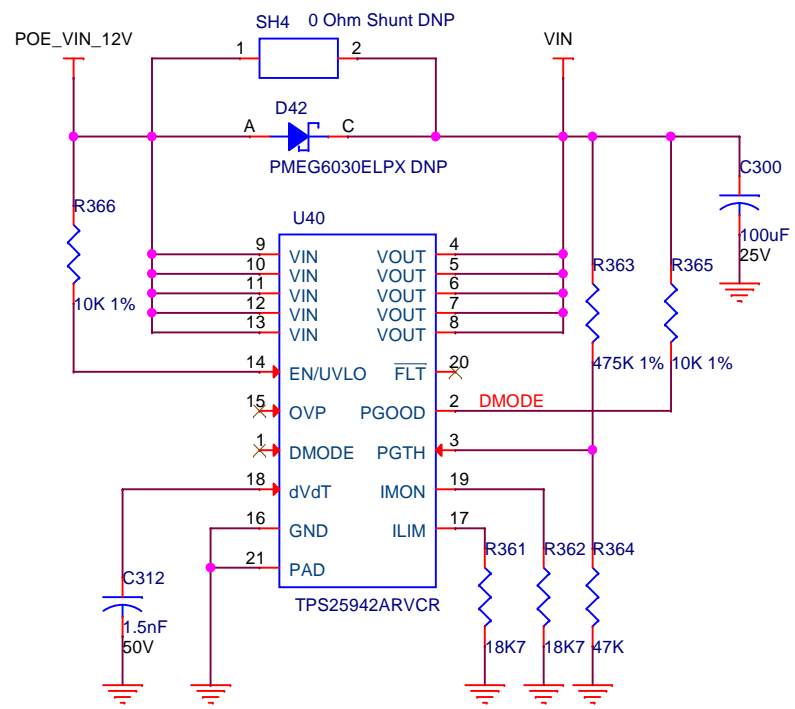 SH4 0 Ohm Shunt DNP
POE_VIN_12V
VIN
1
2
D42
A
C
PMEG6030ELPX DNP
C300
100uF
25V
R366
10K 1%
U40
9 VIN
VOUT 4
10 VIN
VOUT 5
11 VIN
VOUT 6
12 VIN
VOUT 7
13 VIN
VOUT 8
R363
R365
475K 1%
10K 1%
14 EN/UVLO
FLT 20
15 OVP
PGOOD 2 DMODE
1 DMODE
PGTH 3
18 dVdT
IMON 19
16 GND
ILIM 17
21 PAD
R361
R362
R364
C312
TPS25942ARVCR
1.5nF
50V
18K7
18K7
47K